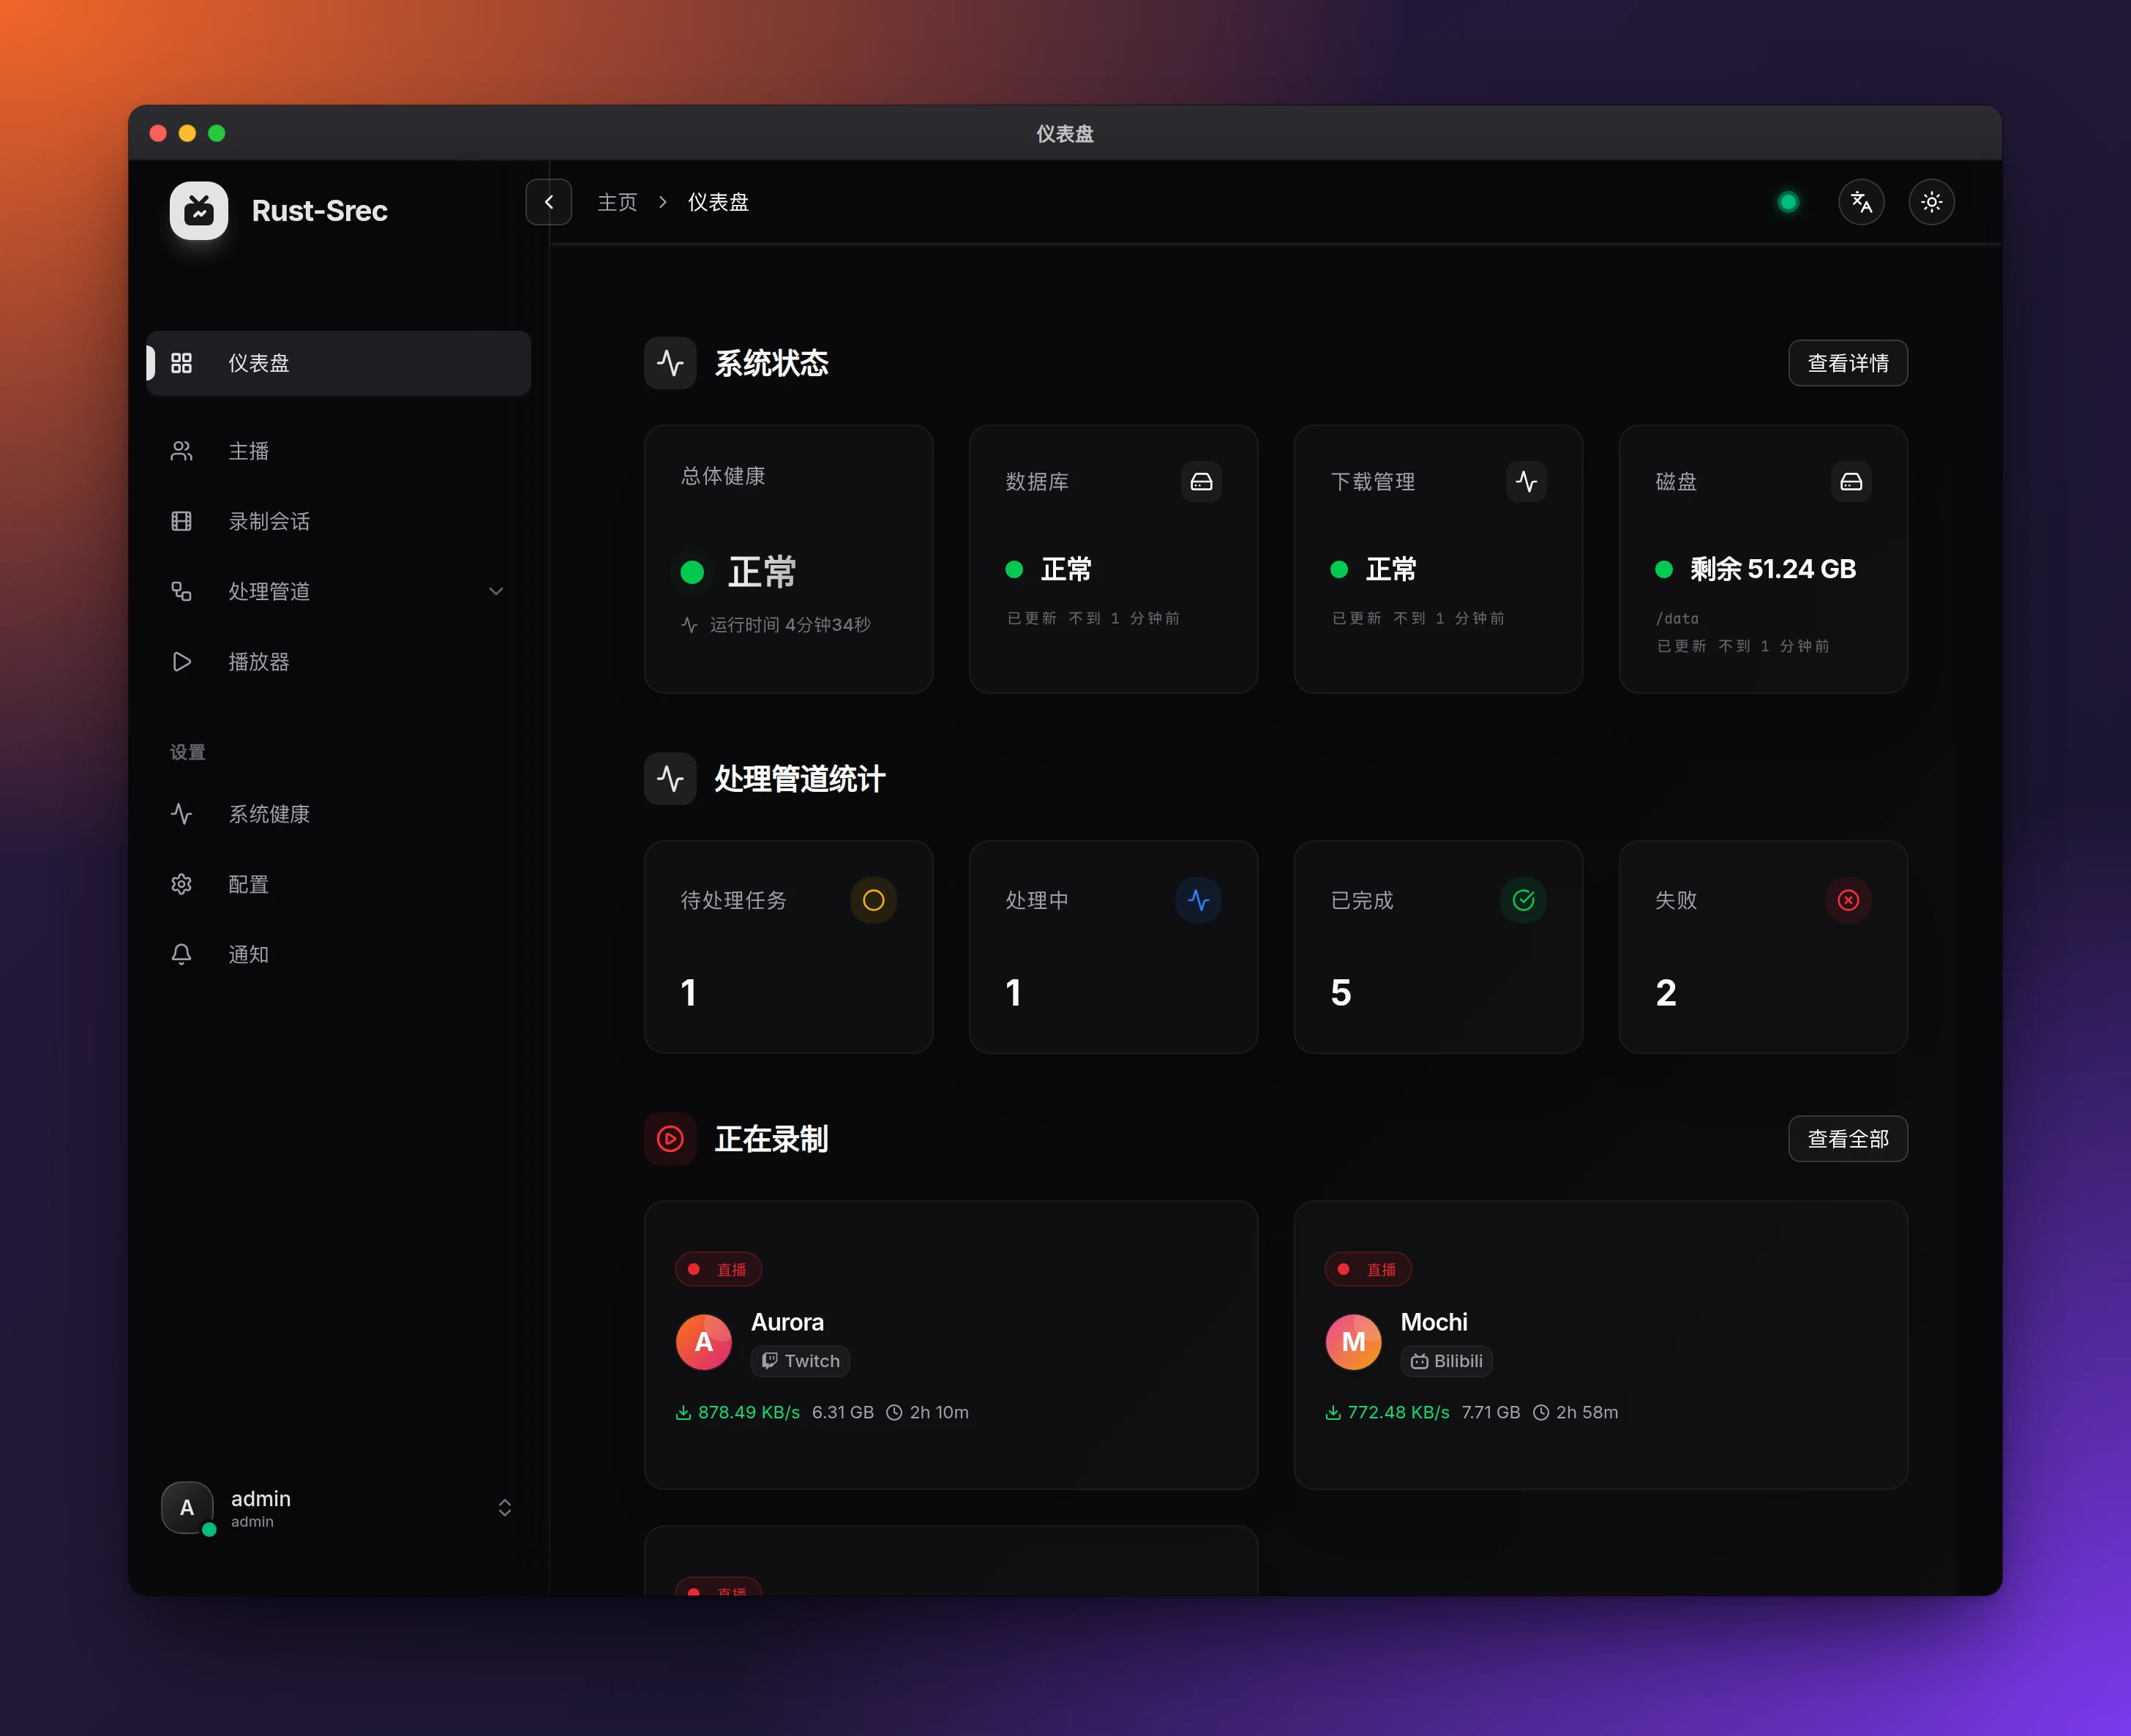 仪表盘
Rust-Srec
主页
仪表盘
仪表盘
主播
录制会话
处理管道
播放器
设置
系统健康
配置
通知
A
admin
admin
系统状态
查看详情
总体健康
正常
运行时间 4分钟34秒
数据库
正常
已更新 不到 1 分钟前
下载管理
正常
已更新 不到 1 分钟前
磁盘
剩余 51.24 GB
/data
已更新 不到 1 分钟前
处理管道统计
待处理任务
1
处理中
1
已完成
5
失败
2
正在录制
查看全部
直播
A
Aurora
Twitch
878.49 KB/s 6.31 GB 2h 10m
直播
M
Mochi
Bilibili
772.48 KB/s 7.71 GB 2h 58m
直播